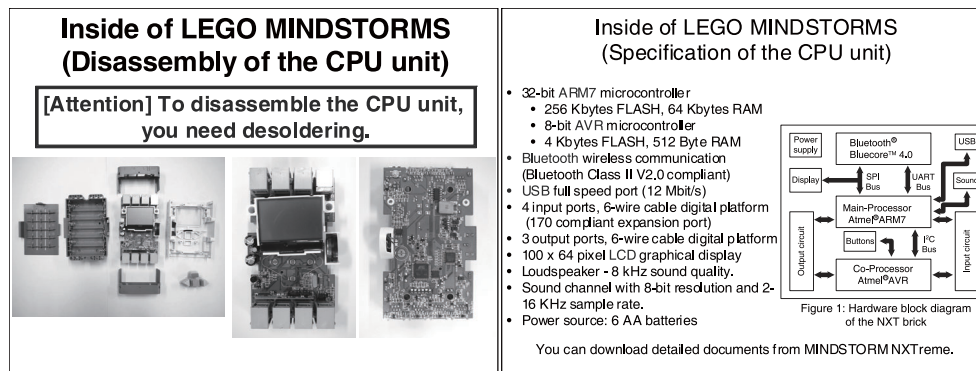 Inside of LEGO MINDSTORMS
(Disassembly of the CPU unit)
[Attention] To disassemble the CPU unit,
you need desoldering.
Inside of LEGO MINDSTORMS
(Specification of the CPU unit)
• 32-bit ARM7 microcontroller
• 256 Kbytes FLASH, 64 Kbytes RAM
• 8-bit AVR microcontroller
• 4 Kbytes FLASH, 512 Byte RAM
• Bluetooth wireless communication
(Bluetooth Class II V2.0 compliant)
• USB full speed port (12 Mbit/s)
• 4 input ports, 6-wire cable digital platform
(170 compliant expansion port)
• 3 output ports, 6-wire cable digital platform
• 100 x 64 pixel LCD graphical display
• Loudspeaker - 8 kHz sound quality.
• Sound channel with 8-bit resolution and 2-
16 KHz sample rate.
• Power source: 6 AA batteries
Power
supply
Bluetooth®
Bluecore™ 4.0
USB
Display
SPI
Bus
UART
Bus
Sound
Main-Processor
Atmel®ARM7
Output circuit
Buttons
I²C
Bus
Input circuit
Co-Processor
Atmel®AVR
Figure 1: Hardware block diagram
of the NXT brick
You can download detailed documents from MINDSTORM NXTreme.